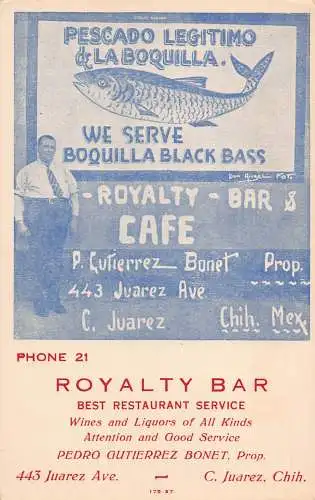 PESCADO LEGITIMO
de LA BOQUILLA.
WE SERVE
BOQUILLA BLACK BASS
- ROYALTY - BAR &
CAFE
P. Gutierrez Bonet Prop.
443 Juarez Ave
C. Juarez Chih. Mex.
PHONE 21
ROYALTY BAR
BEST RESTAURANT SERVICE
Wines and Liquors of All Kinds
Attention and Good Service
PEDRO GUTIERREZ BONET, Prop.
443 Juarez Ave. — C. Juarez, Chih.